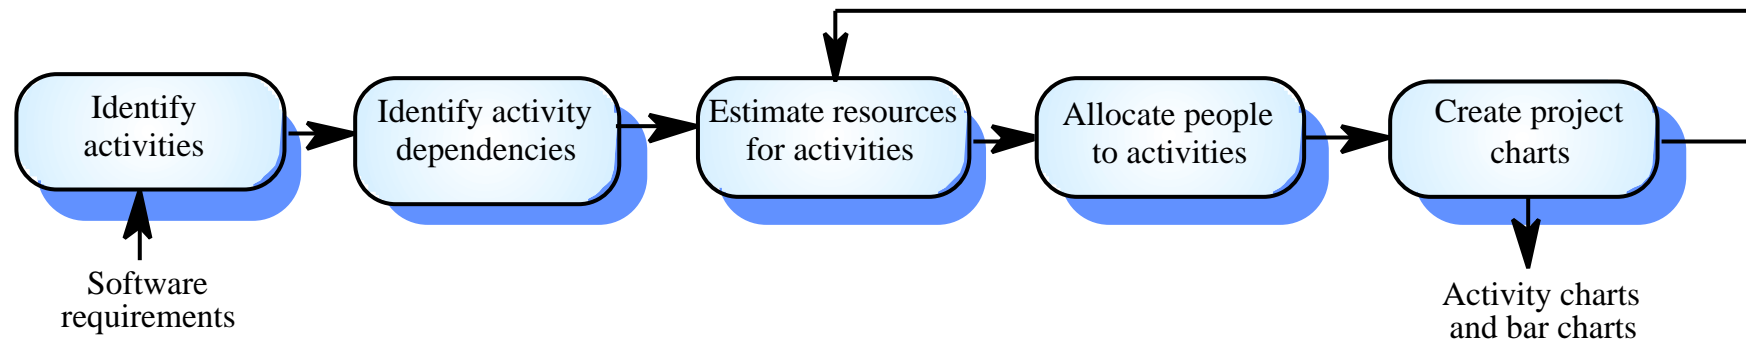 Identify
activities
Identify activity
dependencies
Estimate resources
for activities
Allocate people
to activities
Create project
charts
Software
requirements
Activity charts
and bar charts